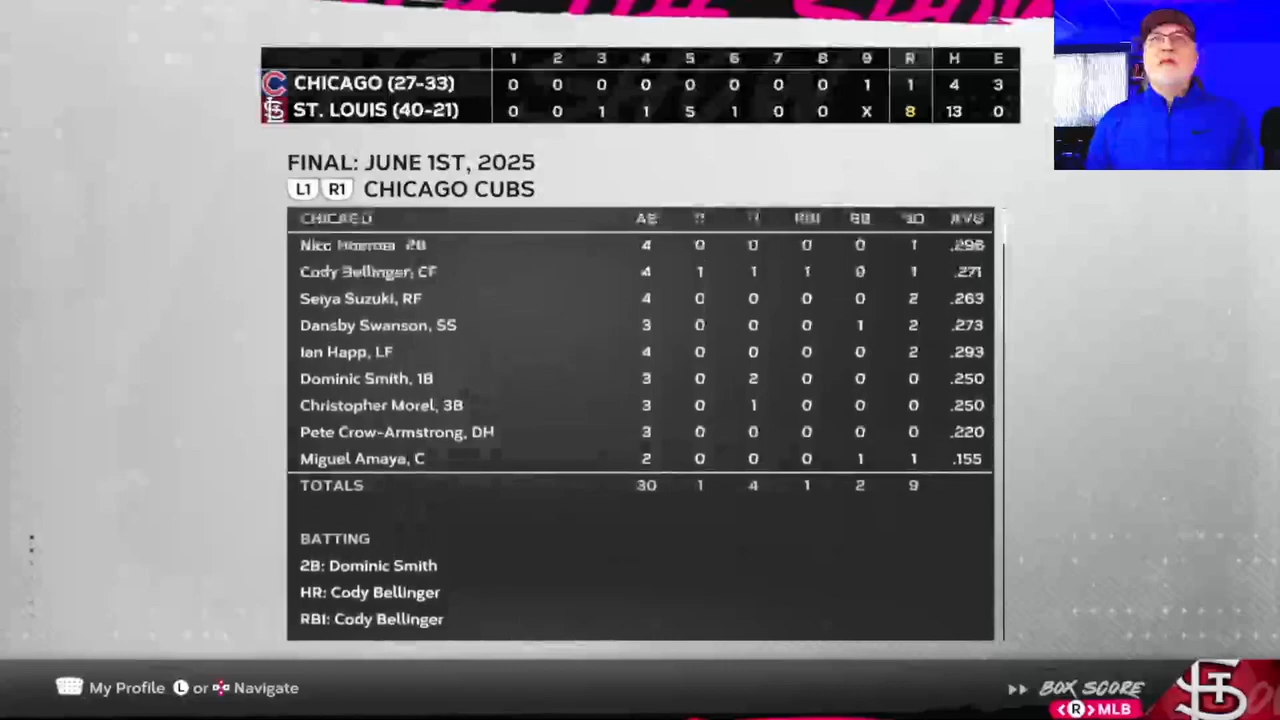 1 2 3 4 5 6 7 8 9 R H E
CHICAGO (27-33) 0 0 0 0 0 0 0 0 1 1 4 3
ST. LOUIS (40-21) 0 0 1 1 5 1 0 0 X 8 13 0
FINAL: JUNE 1ST, 2025
L1 R1 CHICAGO CUBS
CHICAGO AB R H RBI BB SO AVG
Nico Hoerner, 2B 4 0 0 0 0 1 .296
Cody Bellinger, CF 4 1 1 1 0 1 .271
Seiya Suzuki, RF 4 0 0 0 0 2 .263
Dansby Swanson, SS 3 0 0 0 1 2 .273
Ian Happ, LF 4 0 0 0 0 2 .293
Dominic Smith, 1B 3 0 2 0 0 0 .250
Christopher Morel, 3B 3 0 1 0 0 0 .250
Pete Crow-Armstrong, DH 3 0 0 0 0 0 .220
Miguel Amaya, C 2 0 0 0 1 1 .155
TOTALS 30 1 4 1 2 9
BATTING
2B: Dominic Smith
HR: Cody Bellinger
RBI: Cody Bellinger
My Profile L or Navigate
BOX SCORE
R MLB